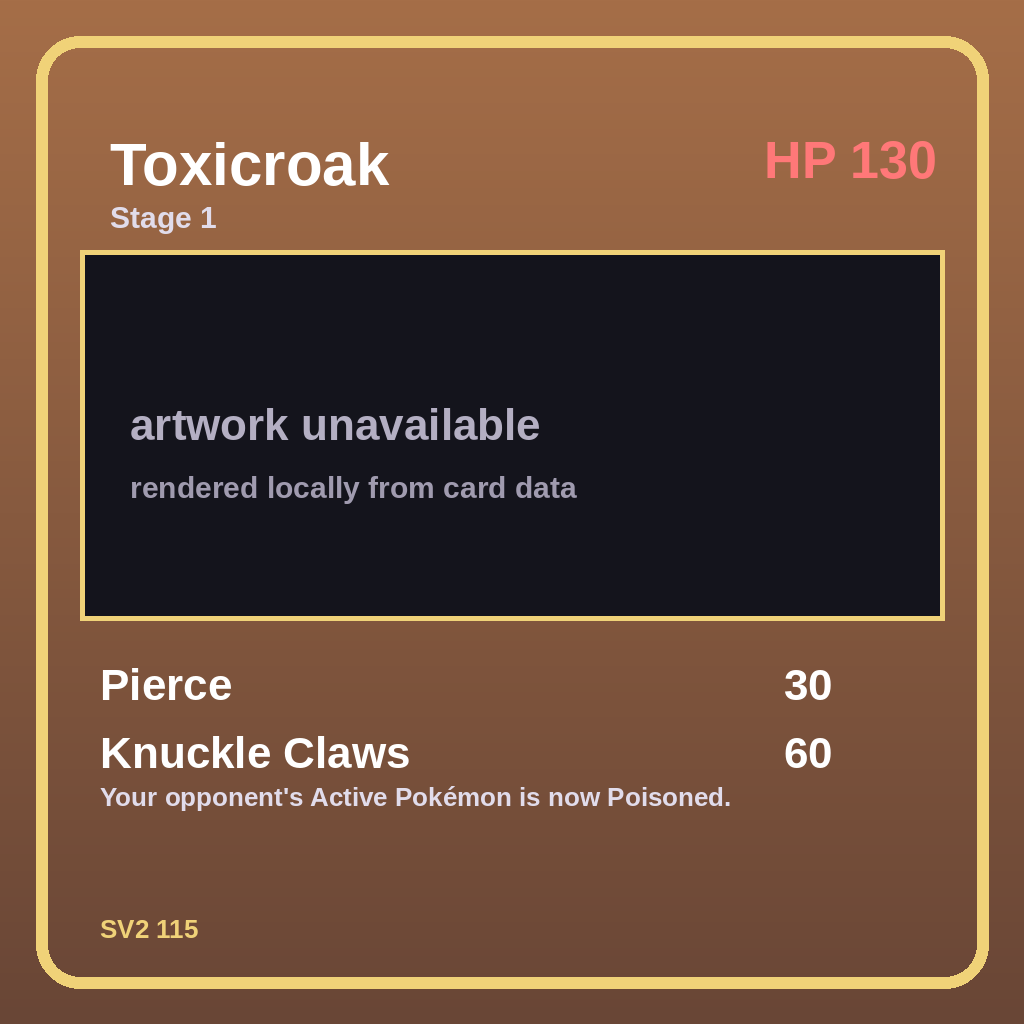 Toxicroak
HP 130
Stage 1
artwork unavailable
rendered locally from card data
Pierce 30
Knuckle Claws 60
Your opponent's Active Pokémon is now Poisoned.
SV2 115